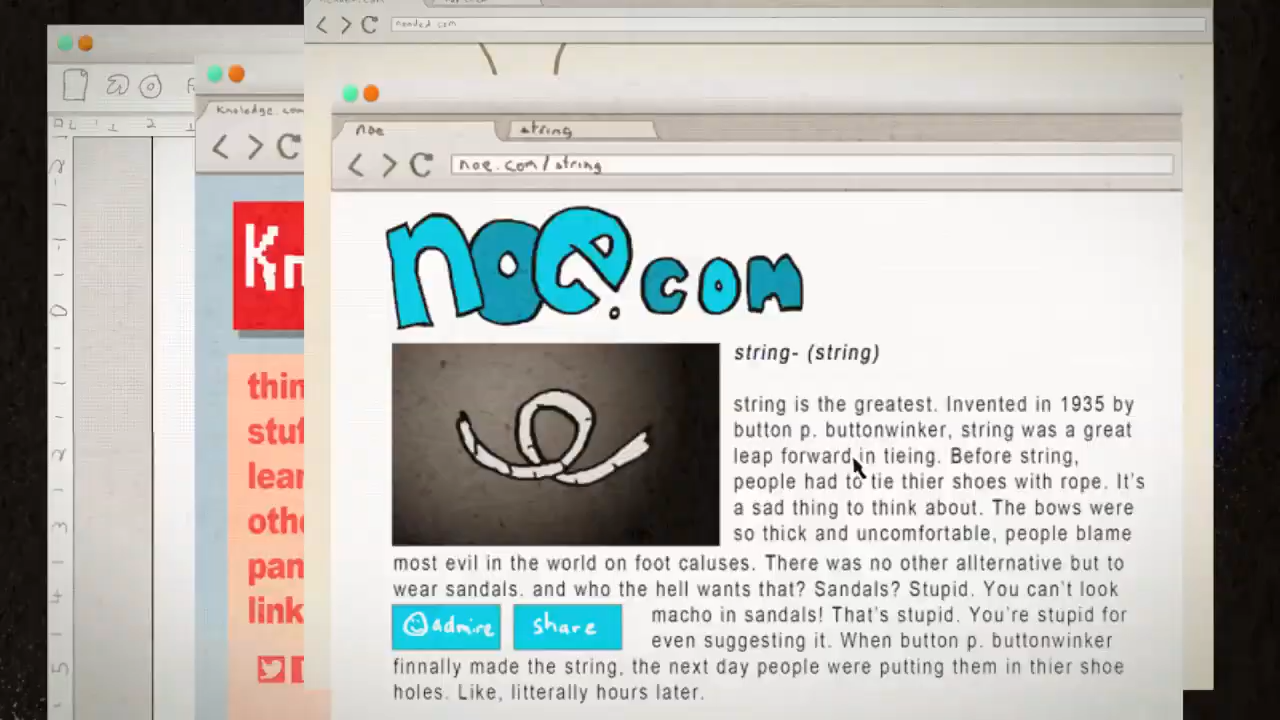 needed.com
Knoledge.com
noe
string
noe.com/string
Kn
noe.com
thin
stuf
lear
othe
pan
link
string- (string)
string is the greatest. Invented in 1935 by
button p. buttonwinker, string was a great
leap forward in tieing. Before string,
people had to tie thier shoes with rope. It's
a sad thing to think about. The bows were
so thick and uncomfortable, people blame
most evil in the world on foot caluses. There was no other allternative but to
wear sandals. and who the hell wants that? Sandals? Stupid. You can't look
macho in sandals! That's stupid. You're stupid for
even suggesting it. When button p. buttonwinker
admire
share
finnally made the string, the next day people were putting them in thier shoe
holes. Like, litterally hours later.